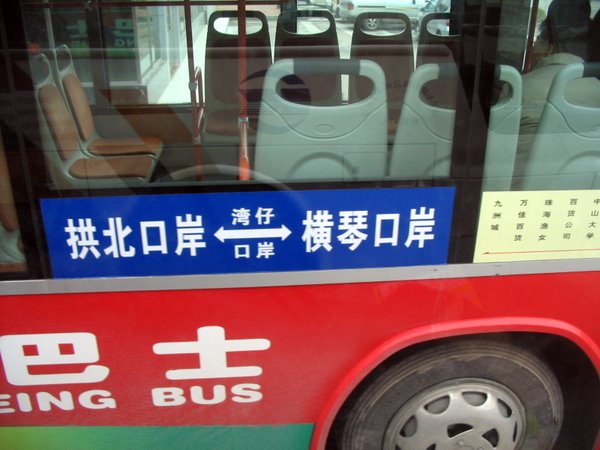 拱北口岸
湾仔
口岸
横琴口岸
九洲城
万佳百货
珠海渔女
百货公司
中山大学
巴士
EING BUS